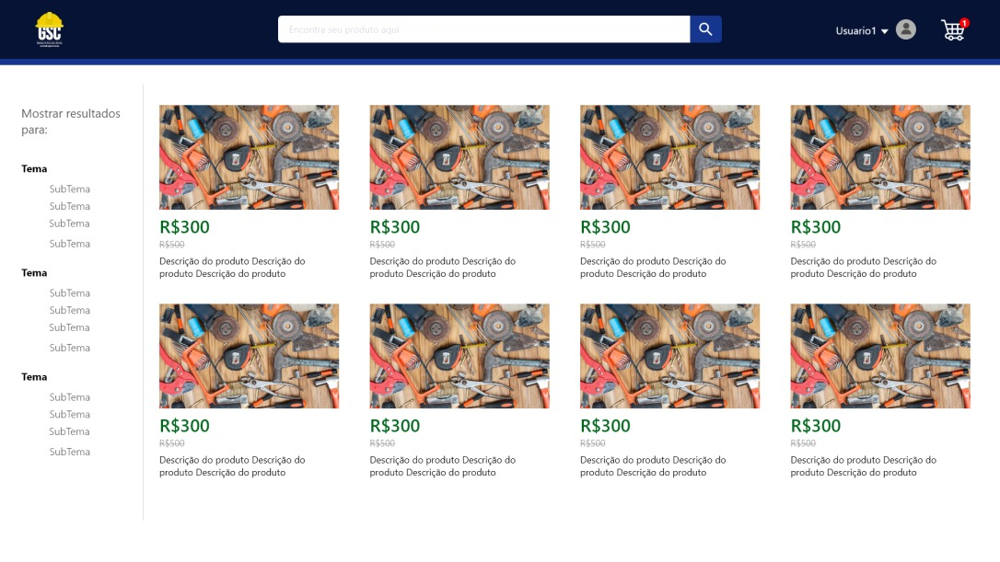 GSC
Encontre seu produto aqui
Usuario1
1
Mostrar resultados
para:
Tema
SubTema
SubTema
SubTema
SubTema
Tema
SubTema
SubTema
SubTema
SubTema
Tema
SubTema
SubTema
SubTema
SubTema
R$300
R$500
Descrição do produto Descrição do
produto Descrição do produto
R$300
R$500
Descrição do produto Descrição do
produto Descrição do produto
R$300
R$500
Descrição do produto Descrição do
produto Descrição do produto
R$300
R$500
Descrição do produto Descrição do
produto Descrição do produto
R$300
R$500
Descrição do produto Descrição do
produto Descrição do produto
R$300
R$500
Descrição do produto Descrição do
produto Descrição do produto
R$300
R$500
Descrição do produto Descrição do
produto Descrição do produto
R$300
R$500
Descrição do produto Descrição do
produto Descrição do produto